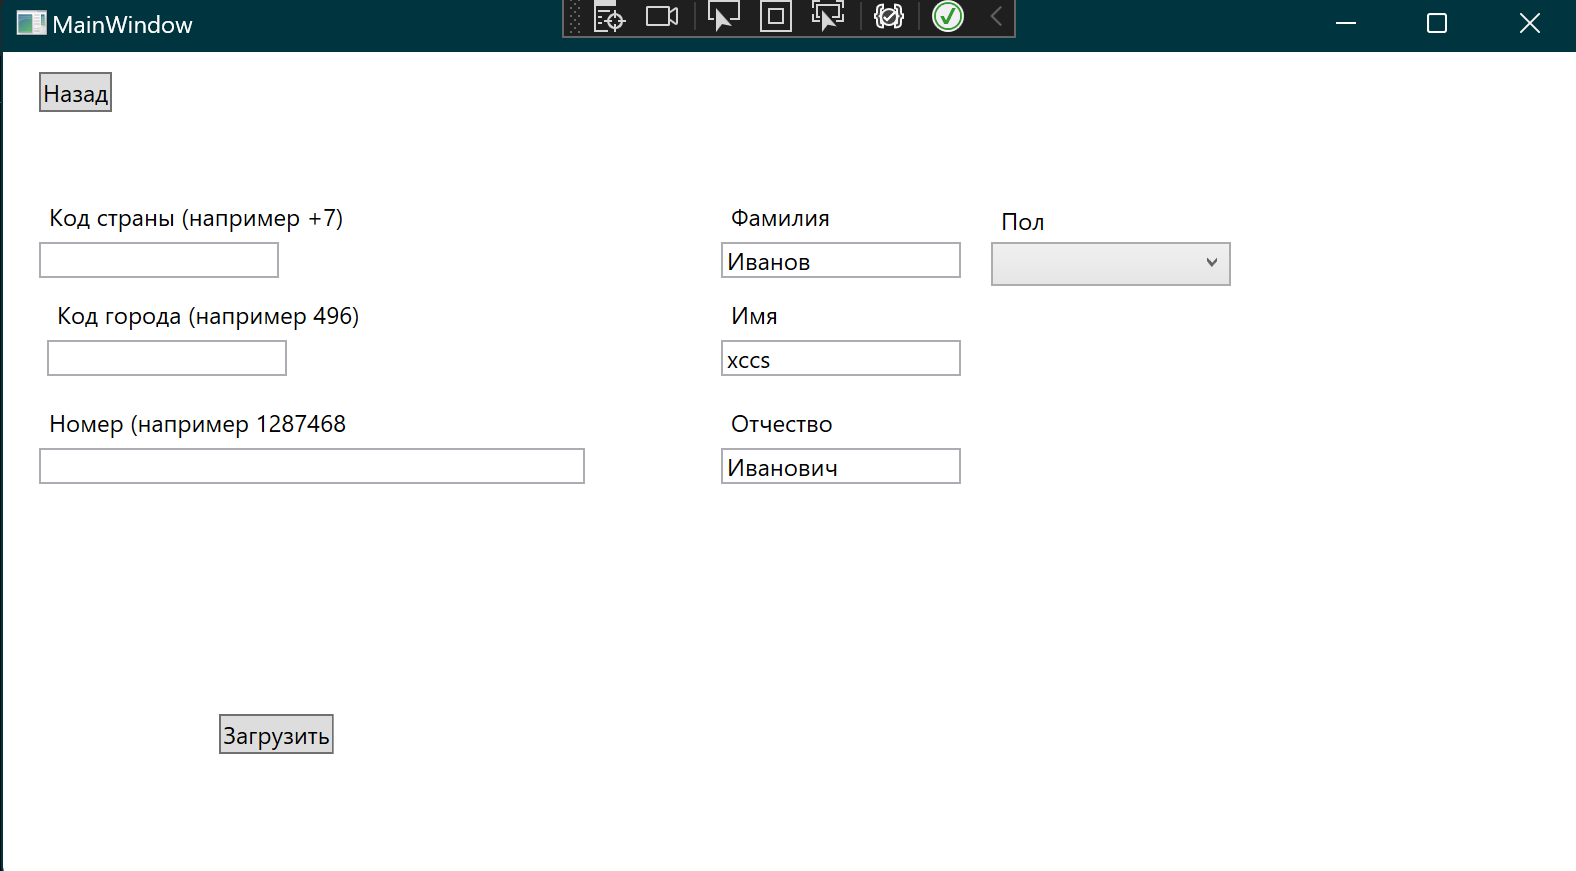 MainWindow
Назад
Код страны (например +7)
Фамилия
Пол
Иванов
Код города (например 496)
Имя
xccs
Номер (например 1287468
Отчество
Иванович
Загрузить